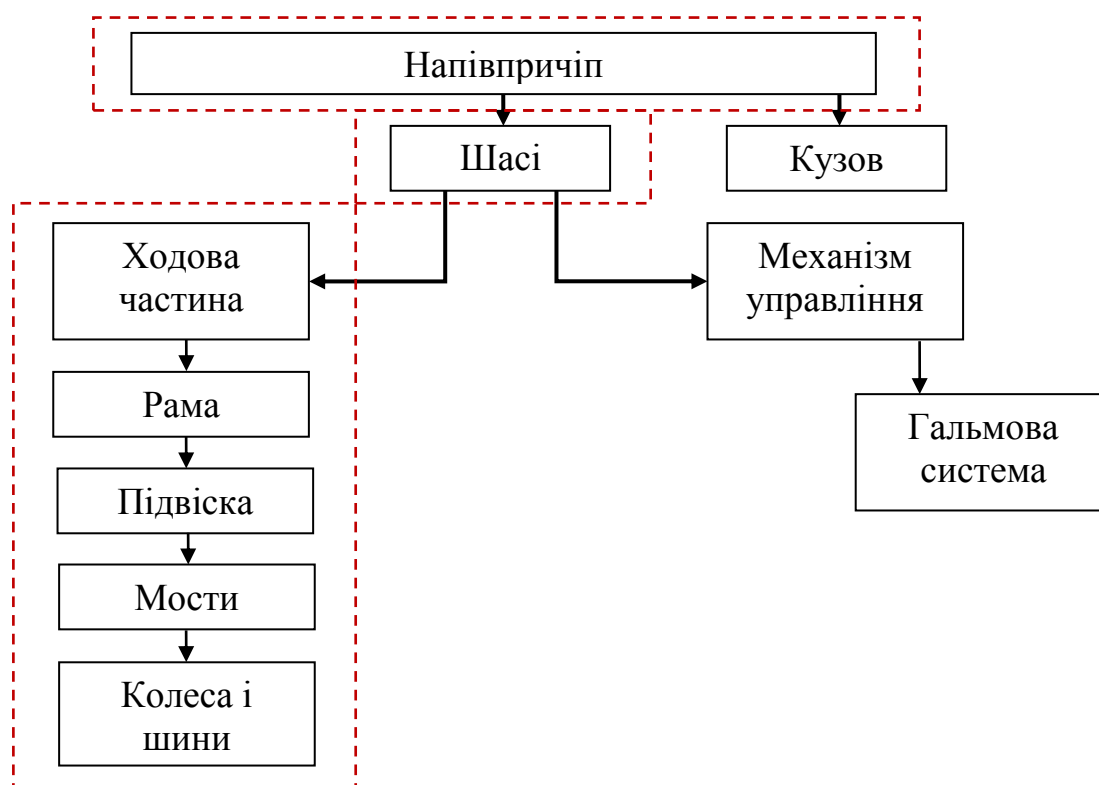 Напівпричіп
Шасі
Кузов
Ходова
частина
Механізм
управління
Рама
Гальмова
система
Підвіска
Мости
Колеса і
шини